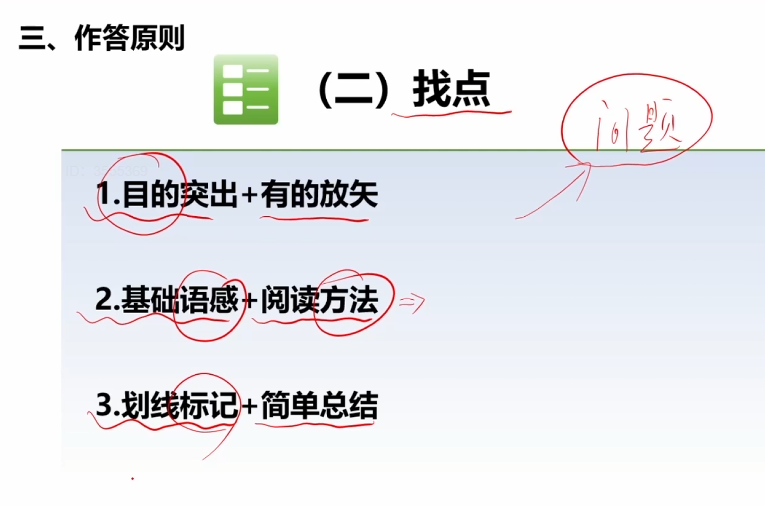 三、作答原则
（二）找点
问题
1.目的突出+有的放矢
2.基础语感+阅读方法
3.划线标记+简单总结